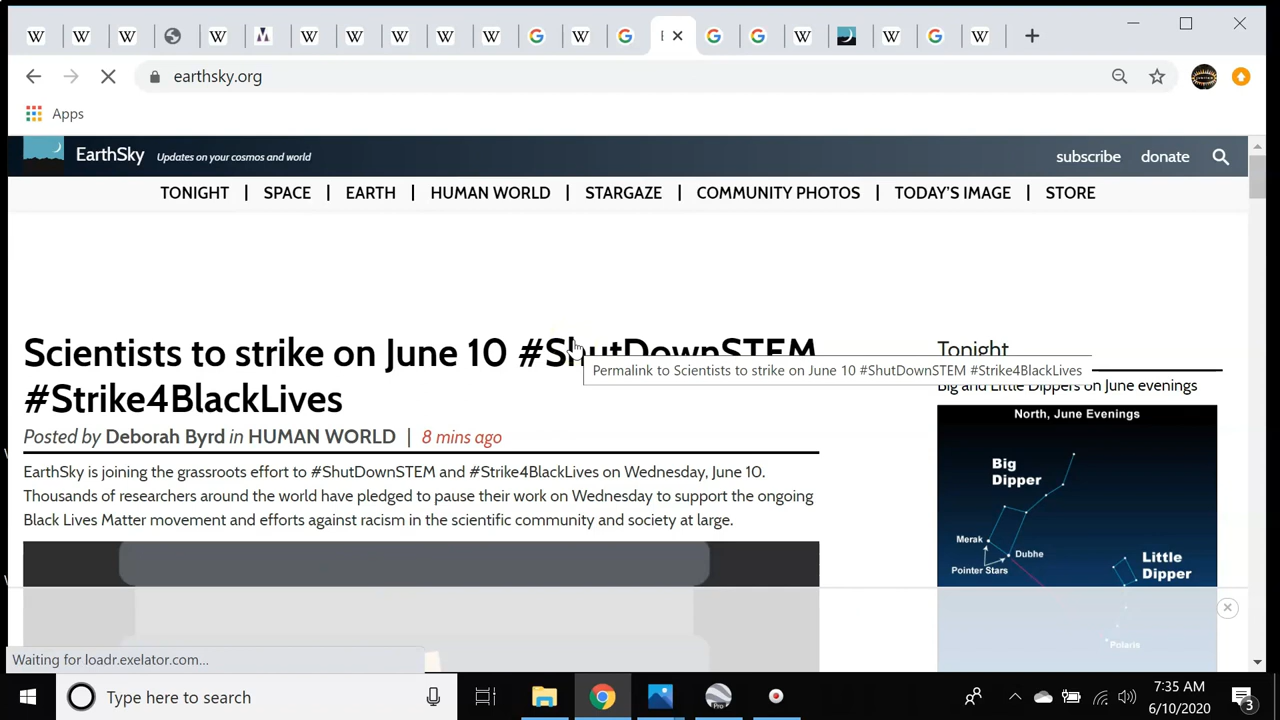 earthsky.org
Apps
EarthSky Updates on your cosmos and world
subscribe donate
TONIGHT | SPACE | EARTH | HUMAN WORLD | STARGAZE | COMMUNITY PHOTOS | TODAY'S IMAGE | STORE
Scientists to strike on June 10 #ShutDownSTEM
#Strike4BlackLives
Permalink to Scientists to strike on June 10 #ShutDownSTEM #Strike4BlackLives
Posted by Deborah Byrd in HUMAN WORLD | 8 mins ago
EarthSky is joining the grassroots effort to #ShutDownSTEM and #Strike4BlackLives on Wednesday, June 10.
Thousands of researchers around the world have pledged to pause their work on Wednesday to support the ongoing
Black Lives Matter movement and efforts against racism in the scientific community and society at large.
Tonight
Big and Little Dippers on June evenings
North, June Evenings
Big
Dipper
Merak
Dubhe
Pointer Stars
Little
Dipper
Polaris
Waiting for loadr.exelator.com...
Type here to search
Pro
7:35 AM
6/10/2020
3